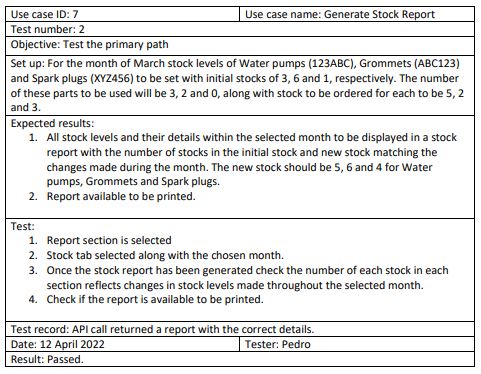 Use case ID: 7 Use case name: Generate Stock Report
Test number: 2
Objective: Test the primary path
Set up: For the month of March stock levels of Water pumps (123ABC), Grommets (ABC123)
and Spark plugs (XYZ456) to be set with initial stocks of 3, 6 and 1, respectively. The number
of these parts to be used will be 3, 2 and 0, along with stock to be ordered for each to be 5, 2
and 3.
Expected results:
1. All stock levels and their details within the selected month to be displayed in a stock
report with the number of stocks in the initial stock and new stock matching the
changes made during the month. The new stock should be 5, 6 and 4 for Water
pumps, Grommets and Spark plugs.
2. Report available to be printed.
Test:
1. Report section is selected
2. Stock tab selected along with the chosen month.
3. Once the stock report has been generated check the number of each stock in each
section reflects changes in stock levels made throughout the selected month.
4. Check if the report is available to be printed.
Test record: API call returned a report with the correct details.
Date: 12 April 2022 Tester: Pedro
Result: Passed.